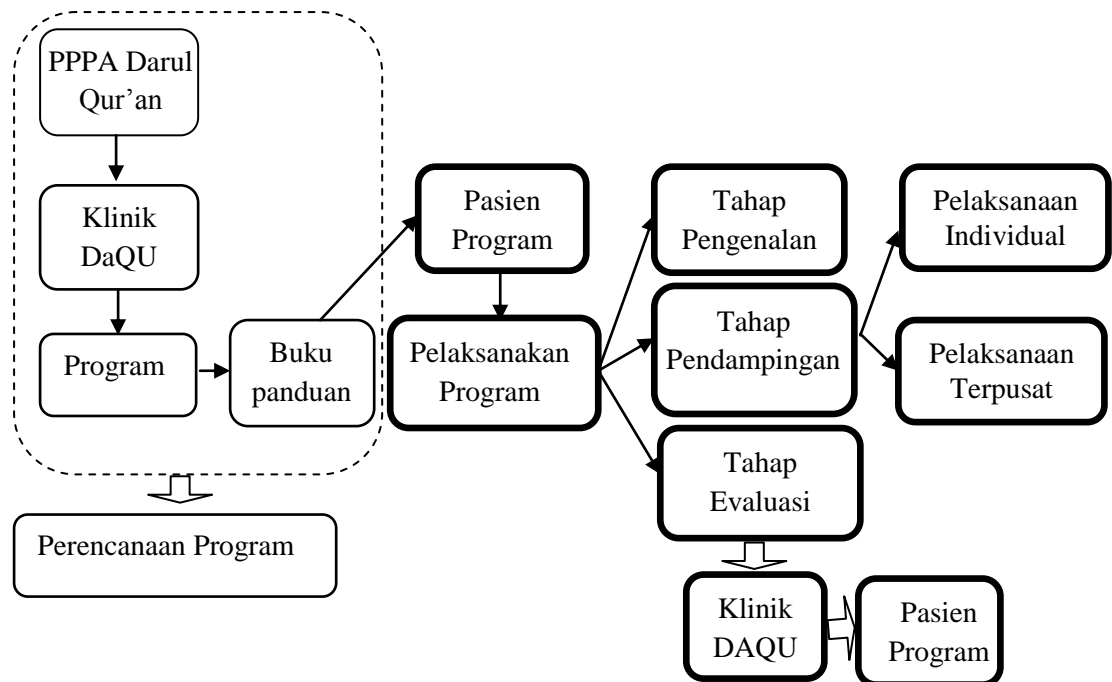 PPPA Darul
Qur’an
Klinik
DaQU
Program
Buku
panduan
Perencanaan Program
Pasien
Program
Pelaksanakan
Program
Tahap
Pengenalan
Tahap
Pendampingan
Tahap
Evaluasi
Pelaksanaan
Individual
Pelaksanaan
Terpusat
Klinik
DAQU
Pasien
Program